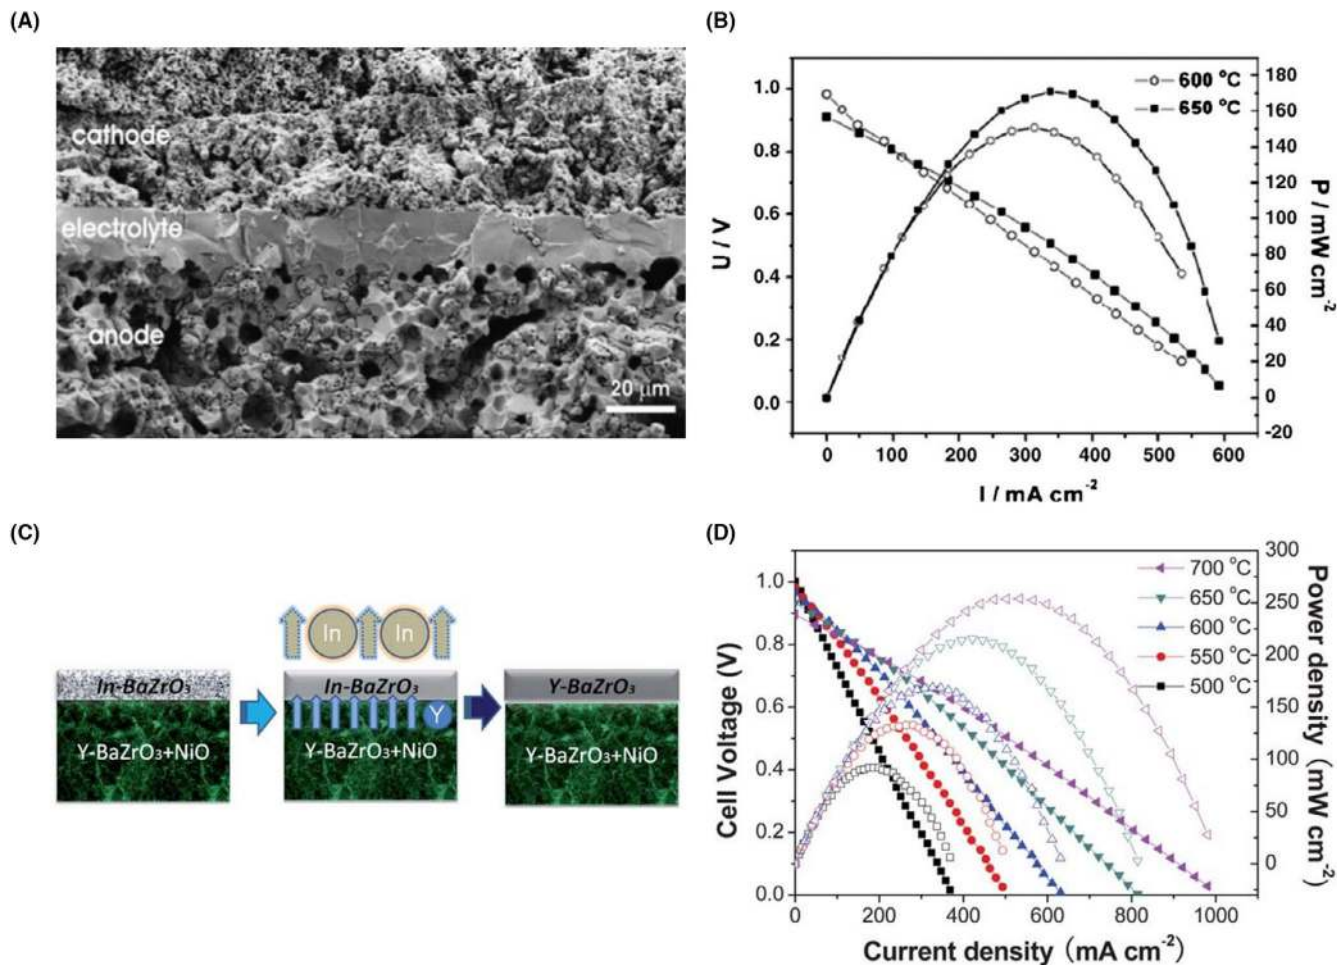 (A)
cathode
electrolyte
anode
20 μm
(B)
600 °C
650 °C
1.0
0.8
0.6
0.4
0.2
0.0
U / V
180
160
140
120
100
80
60
40
20
0
-20
P / mW cm⁻²
0
100
200
300
400
500
600
I / mA cm⁻²
(C)
In-BaZrO₃
Y-BaZrO₃+NiO
In
In
In-BaZrO₃
Y
Y-BaZrO₃+NiO
Y-BaZrO₃
Y-BaZrO₃+NiO
(D)
700 °C
650 °C
600 °C
550 °C
500 °C
1.0
0.8
0.6
0.4
0.2
0.0
Cell Voltage (V)
300
250
200
150
100
50
0
Power density (mW cm⁻²)
0
200
400
600
800
1000
Current density (mA cm⁻²)